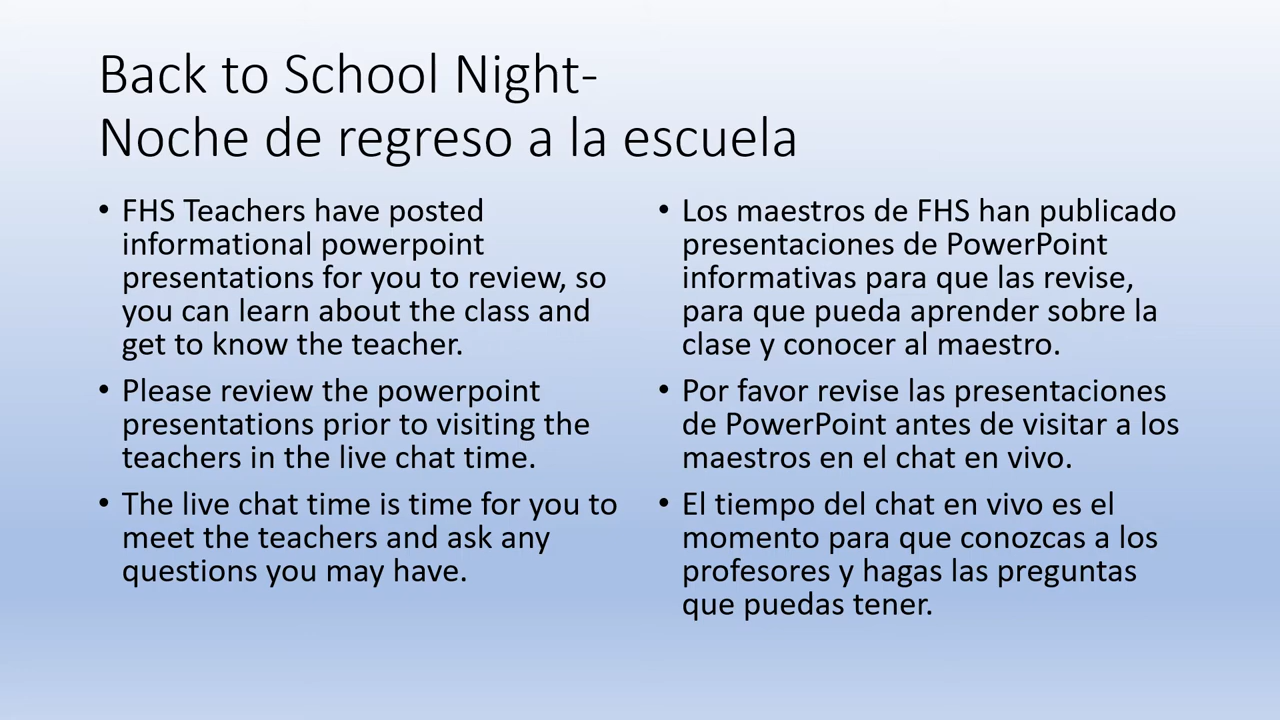 Back to School Night-
Noche de regreso a la escuela
• FHS Teachers have posted
informational powerpoint
presentations for you to review, so
you can learn about the class and
get to know the teacher.
• Please review the powerpoint
presentations prior to visiting the
teachers in the live chat time.
• The live chat time is time for you to
meet the teachers and ask any
questions you may have.
• Los maestros de FHS han publicado
presentaciones de PowerPoint
informativas para que las revise,
para que pueda aprender sobre la
clase y conocer al maestro.
• Por favor revise las presentaciones
de PowerPoint antes de visitar a los
maestros en el chat en vivo.
• El tiempo del chat en vivo es el
momento para que conozcas a los
profesores y hagas las preguntas
que puedas tener.